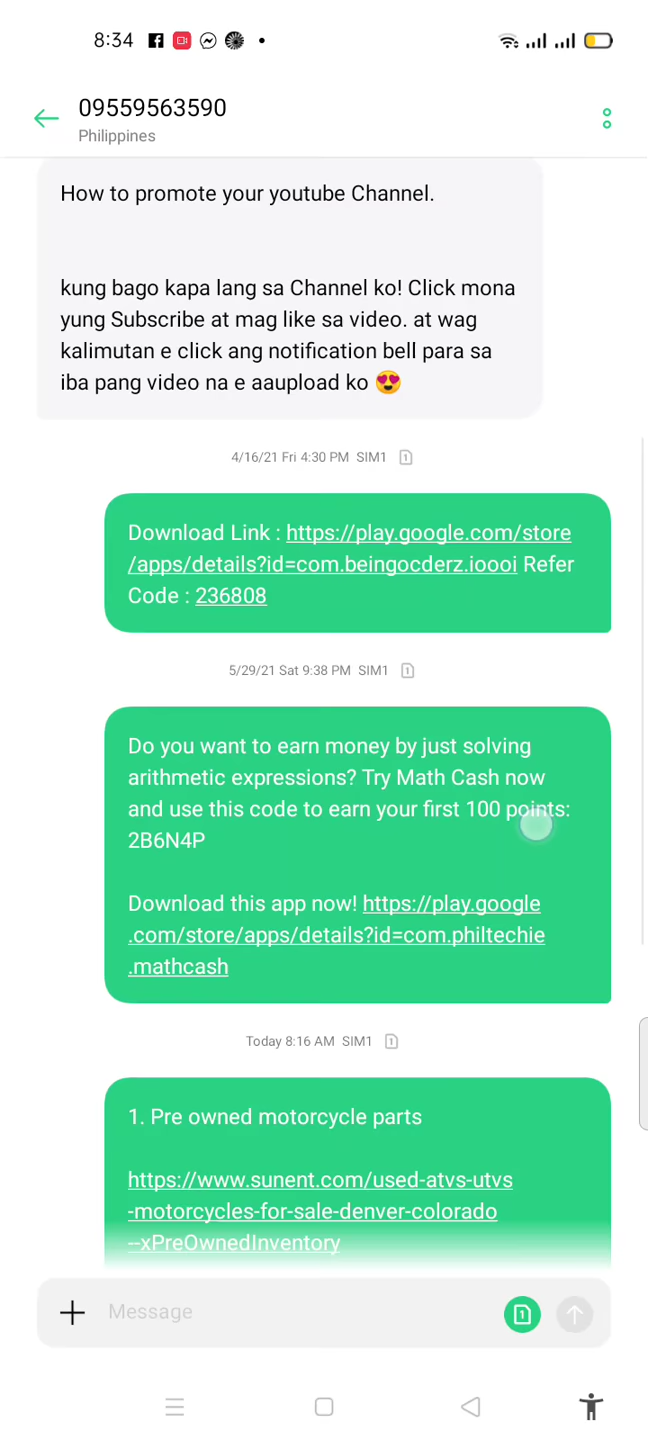 8:34
09559563590
Philippines
How to promote your youtube Channel.
kung bago kapa lang sa Channel ko! Click mona
yung Subscribe at mag like sa video. at wag
kalimutan e click ang notification bell para sa
iba pang video na e aaupload ko 😍
4/16/21 Fri 4:30 PM SIM1 1
Download Link : https://play.google.com/store
/apps/details?id=com.beingocderz.ioooi Refer
Code : 236808
5/29/21 Sat 9:38 PM SIM1 1
Do you want to earn money by just solving
arithmetic expressions? Try Math Cash now
and use this code to earn your first 100 points:
2B6N4P
Download this app now! https://play.google
.com/store/apps/details?id=com.philtechie
.mathcash
Today 8:16 AM SIM1 1
1. Pre owned motorcycle parts
https://www.sunent.com/used-atvs-utvs
-motorcycles-for-sale-denver-colorado
--xPreOwnedInventory
Message
1